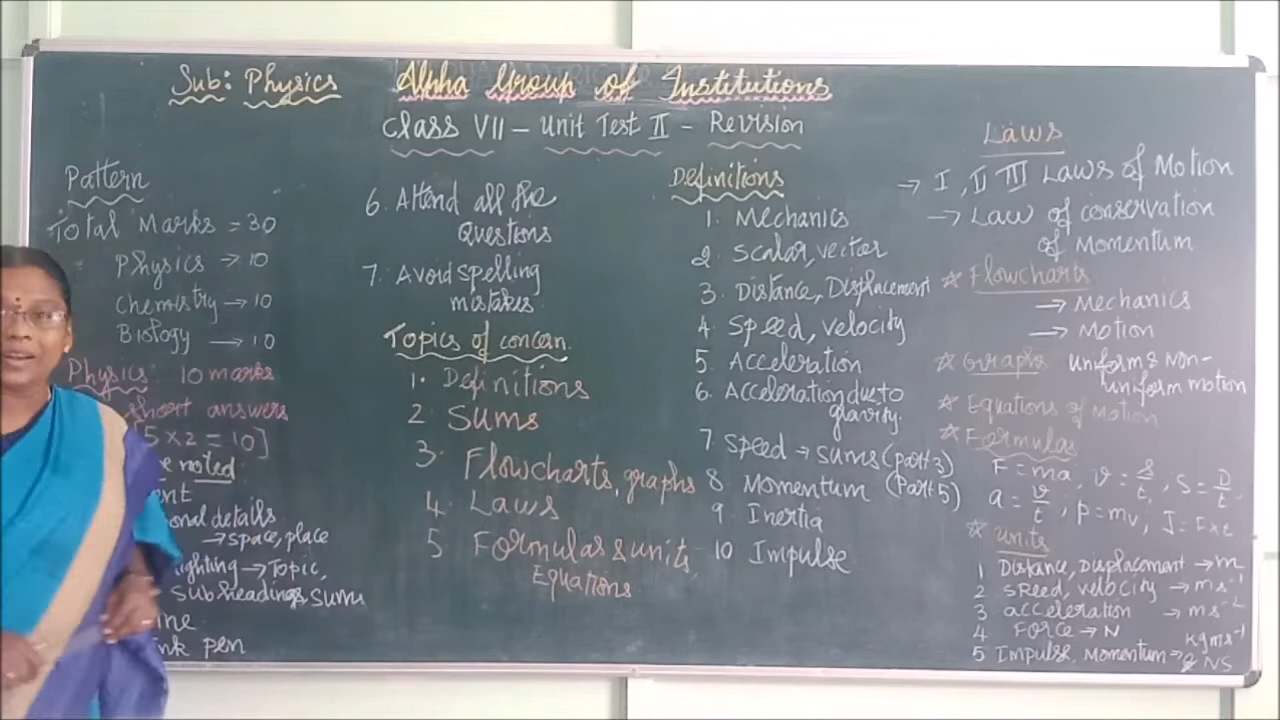 Sub: Physics
Alpha Group of Institutions
Class VII – Unit Test II – Revision
Pattern
Total Marks = 30
Physics → 10
Chemistry → 10
Biology → 10
Physics: 10 marks
short answers
[5 x 2 = 10]
noted
details
→ space, place
→ Topic,
Subheadings, sums
pen
6. Attend all the
Questions
7. Avoid spelling
mistakes.
Topics of concern.
1. Definitions
2 Sums
3. Flowcharts, graphs
4 Laws
5 Formulas & units
Equations
Definitions
1. Mechanics
2. Scalar, vector
3. Distance, Displacement
4. Speed, velocity
5. Acceleration
6. Acceleration due to
gravity.
7 Speed → sums (part 3)
8 Momentum (Part 5)
9. Inertia
10 Impulse
Laws
→ I, II III Laws of Motion
→ Law of conservation
of Momentum
☆ Flowcharts
→ Mechanics
→ Motion
☆ Graphs uniform & non-
uniform motion
☆ Equations of Motion
☆ Formulas
F = ma, v = s/t, S = D/t.
a = v/t, p = mv, J = F x t
☆ Units
1 Distance, displacement → m
2 Speed, velocity → ms⁻¹
3 acceleration → ms⁻²
4 Force → N
5 Impulse, Momentum → kgms⁻¹
& NS